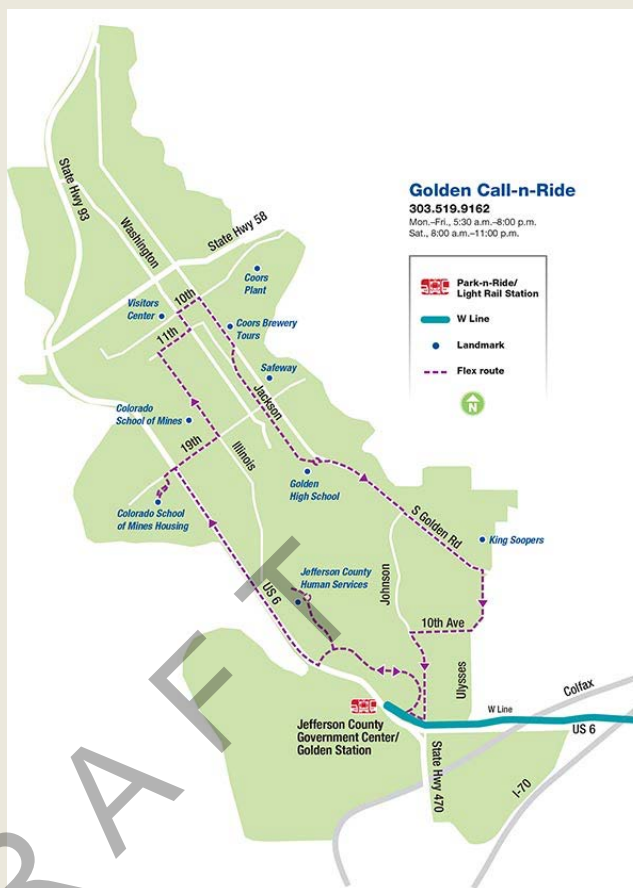 Golden Call-n-Ride
303.519.9162
Mon.–Fri., 5:30 a.m.–8:00 p.m.
Sat., 8:00 a.m.–11:00 p.m.
Park-n-Ride/
Light Rail Station
W Line
Landmark
Flex route
N
State Hwy 93
Washington
State Hwy 58
Coors
Plant
10th
Visitors
Center
11th
Coors Brewery
Tours
Safeway
Jackson
Colorado
School of Mines
19th
Illinois
Golden
High School
Colorado School
of Mines Housing
S Golden Rd
King Soopers
US 6
Jefferson County
Human Services
Johnson
10th Ave
Ulysses
Colfax
W Line
US 6
Jefferson County
Government Center/
Golden Station
State Hwy 470
I-70
RAFT